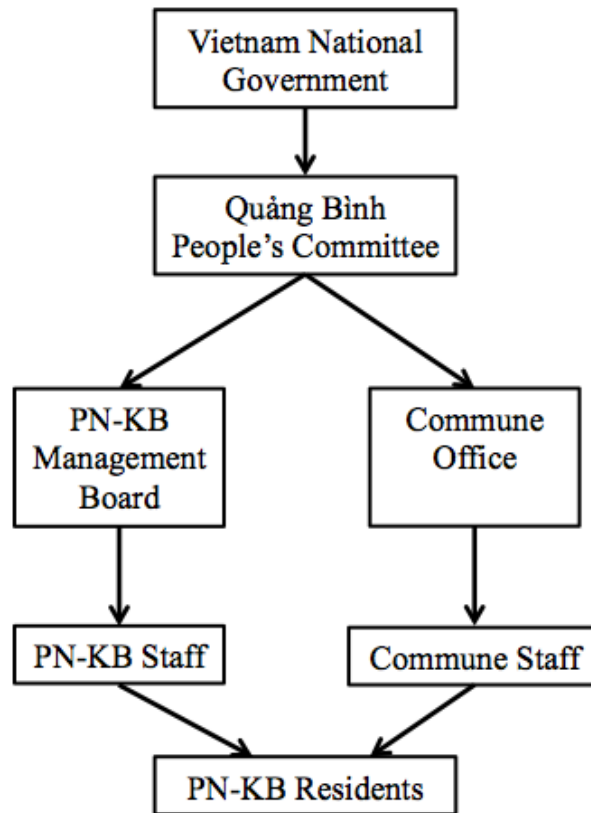 Vietnam National
Government
Quảng Bình
People's Committee
PN-KB
Management
Board
Commune
Office
PN-KB Staff
Commune Staff
PN-KB Residents